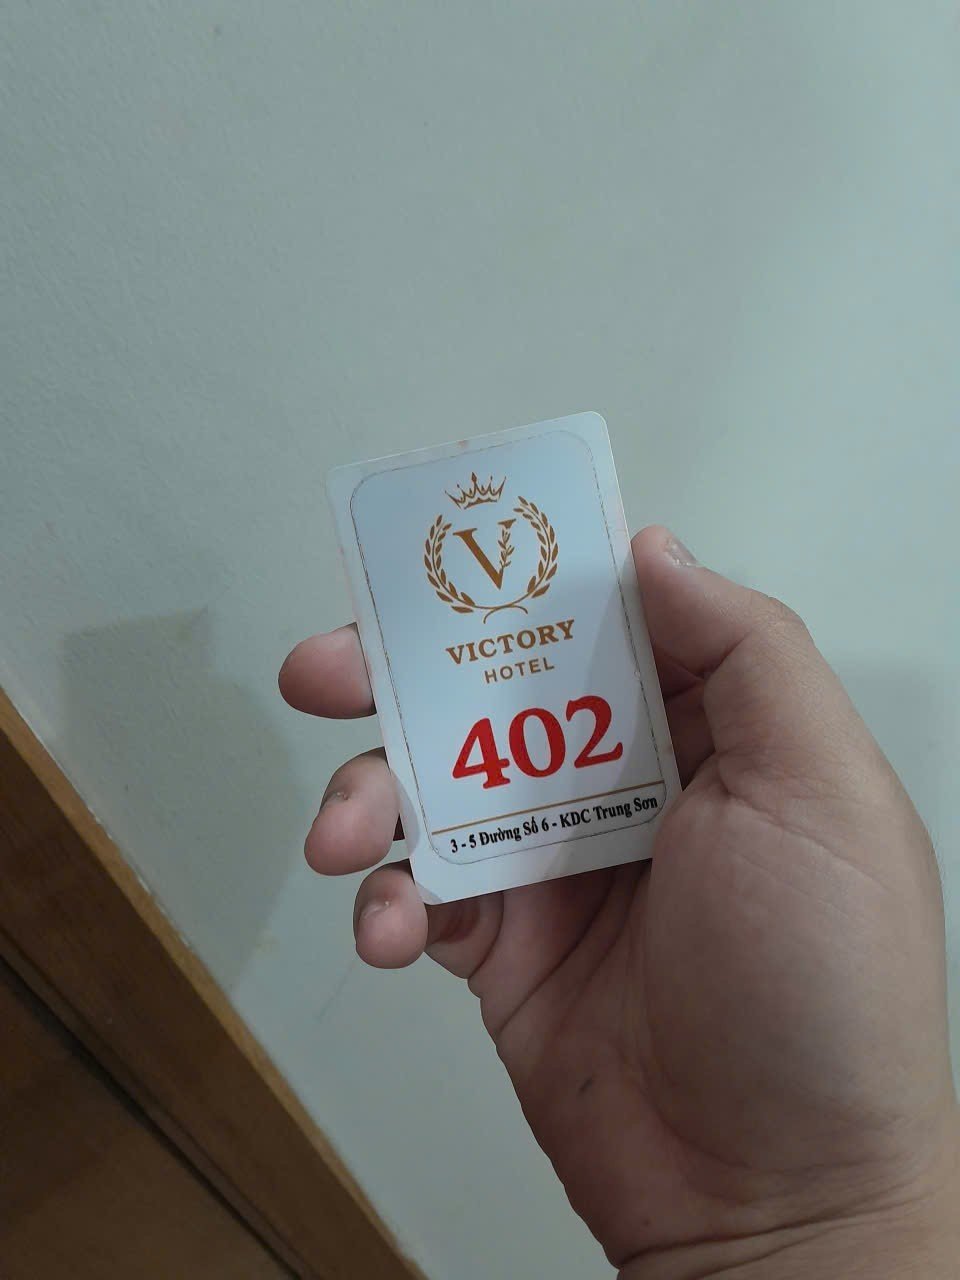 V
VICTORY
HOTEL
402
3 - 5 Đường Số 6 - KDC Trung Sơn